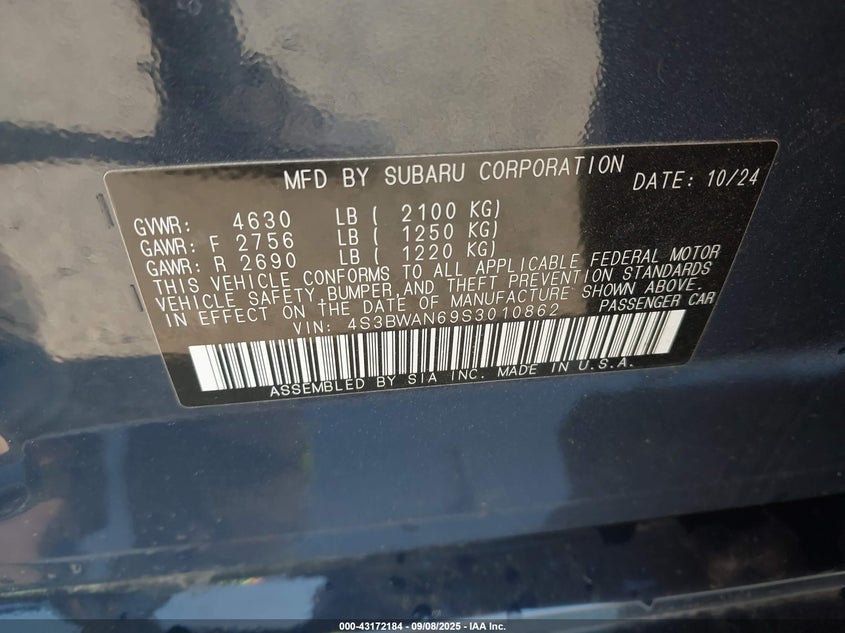 MFD BY SUBARU CORPORATION DATE: 10/24
GVWR: 4630 LB ( 2100 KG)
GAWR: F 2756 LB ( 1250 KG)
GAWR: R 2690 LB ( 1220 KG)
THIS VEHICLE CONFORMS TO ALL APPLICABLE FEDERAL MOTOR
VEHICLE SAFETY, BUMPER, AND THEFT PREVENTION STANDARDS
IN EFFECT ON THE DATE OF MANUFACTURE SHOWN ABOVE.
VIN: 4S3BWAN69S3010862 PASSENGER CAR
ASSEMBLED BY SIA INC. MADE IN U.S.A.
000-43172184 - 09/08/2025 - IAA Inc.